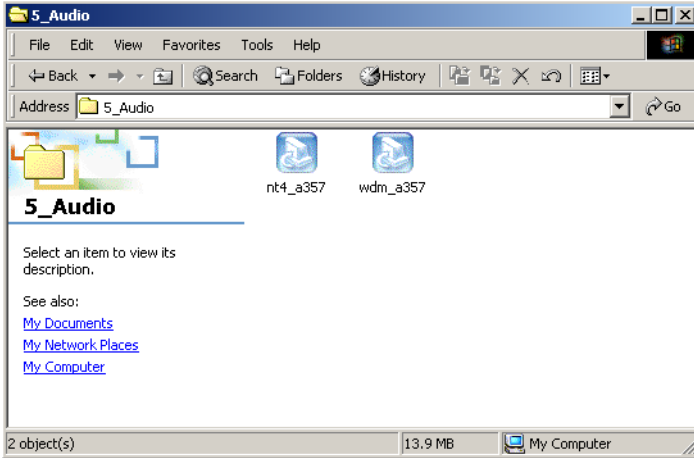 5_Audio
File Edit View Favorites Tools Help
Back Search Folders History
Address 5_Audio Go
nt4_a357 wdm_a357
5_Audio
Select an item to view its
description.
See also:
My Documents
My Network Places
My Computer
2 object(s) 13.9 MB My Computer